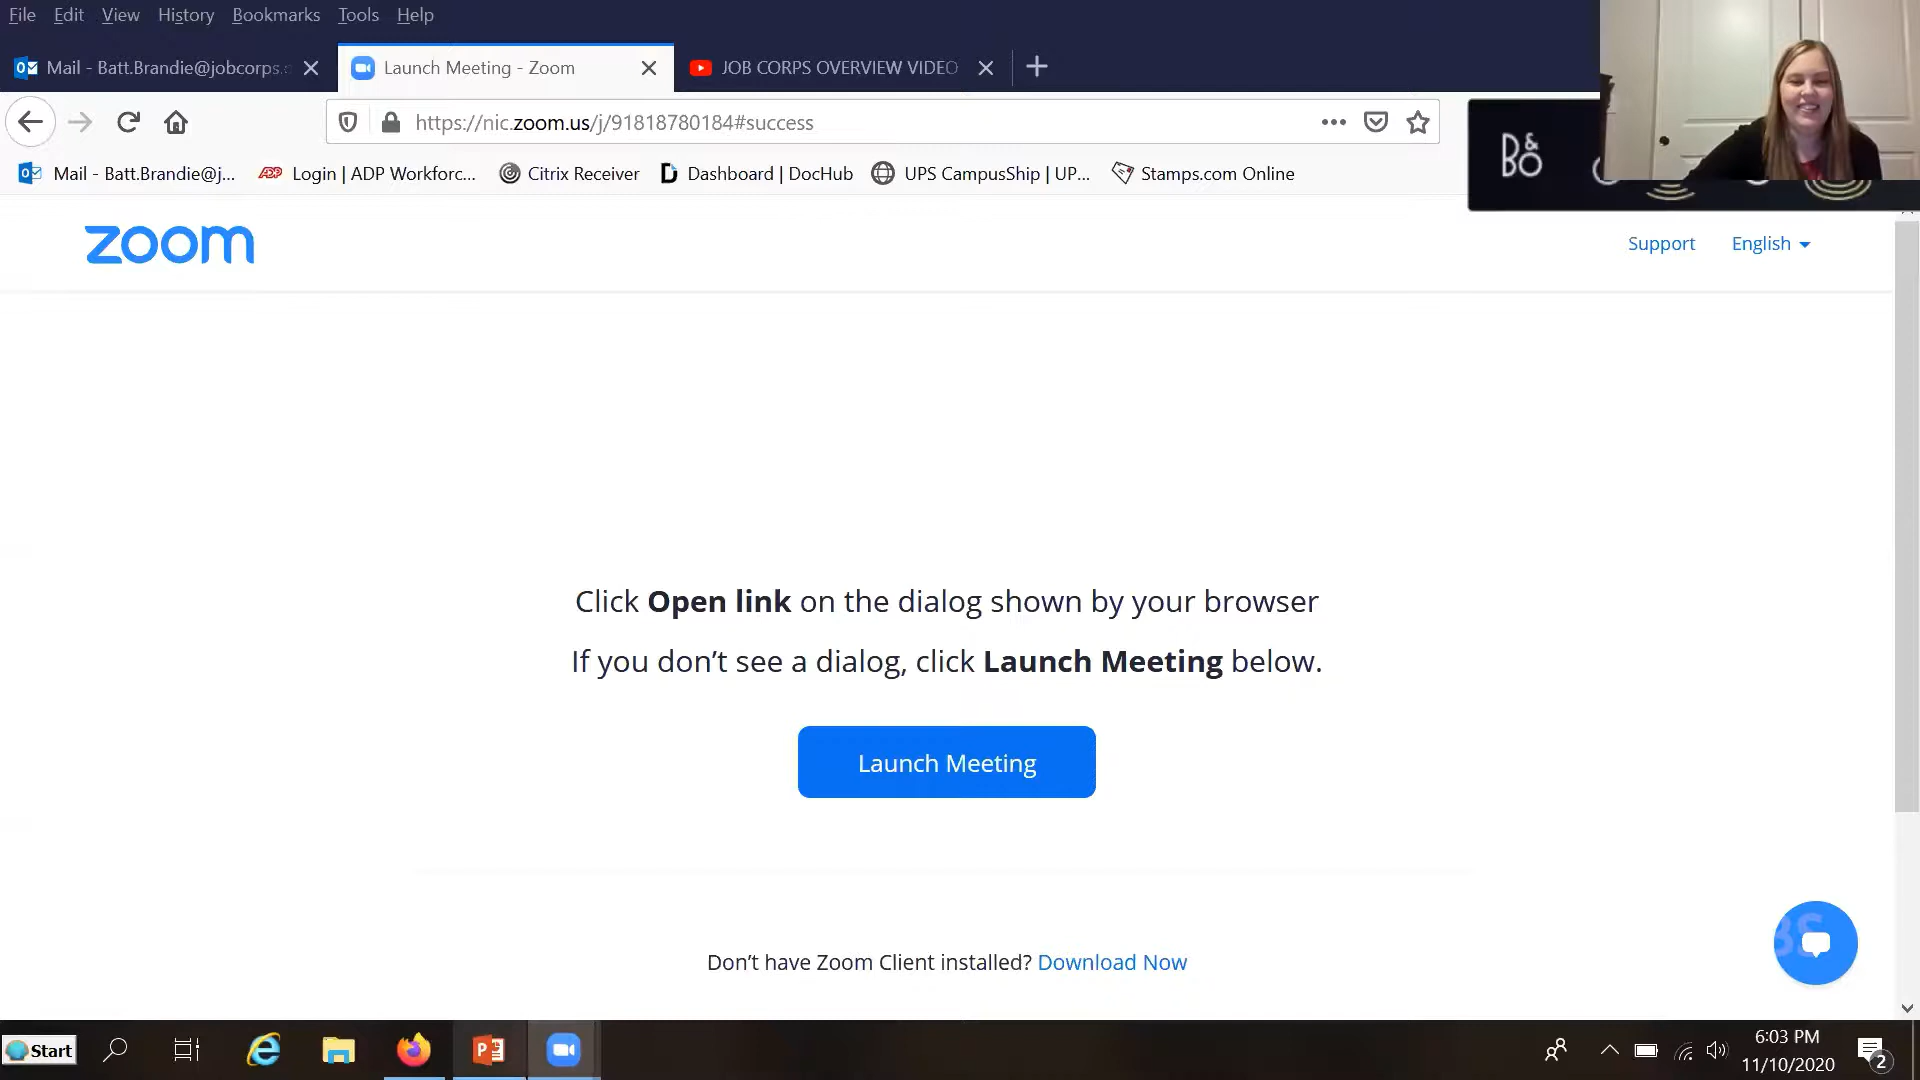 File Edit View History Bookmarks Tools Help
Mail - Batt.Brandie@jobcorps. Launch Meeting - Zoom JOB CORPS OVERVIEW VIDEO
https://nic.zoom.us/j/91818780184#success
Mail - Batt.Brandie@j... Login | ADP Workforc... Citrix Receiver Dashboard | DocHub UPS CampusShip | UP... Stamps.com Online
B&O
zoom
Support English
Click Open link on the dialog shown by your browser
If you don’t see a dialog, click Launch Meeting below.
Launch Meeting
Don’t have Zoom Client installed? Download Now
Start
6:03 PM
11/10/2020
2